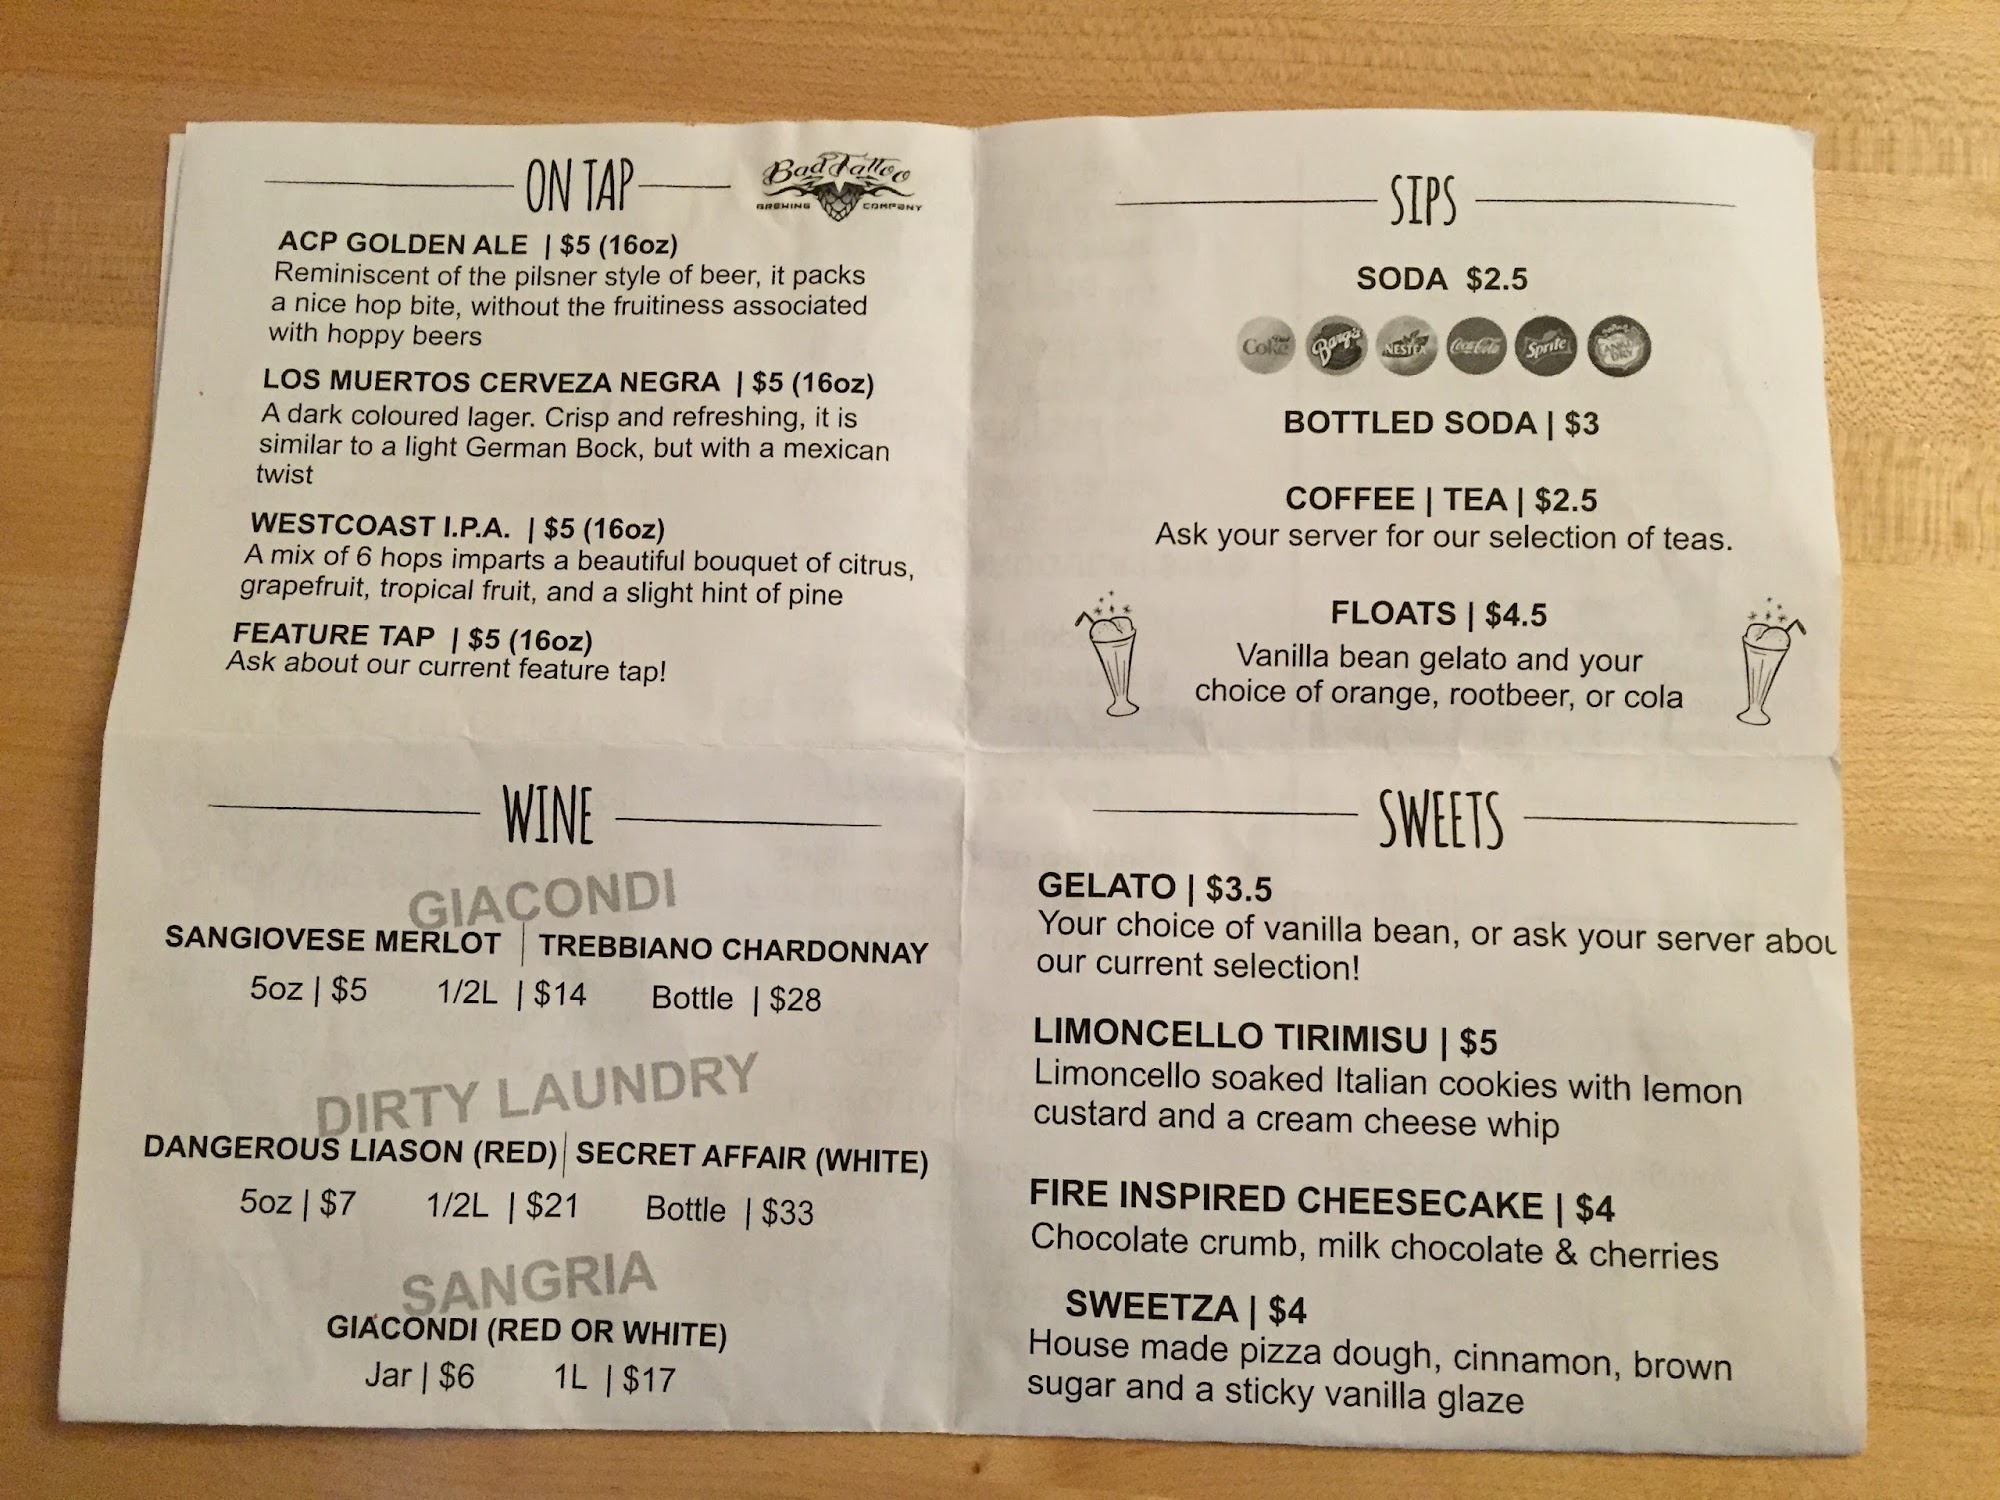 ON TAP
Bad Tattoo
BREWING COMPANY
ACP GOLDEN ALE | $5 (16oz)
Reminiscent of the pilsner style of beer, it packs
a nice hop bite, without the fruitiness associated
with hoppy beers
LOS MUERTOS CERVEZA NEGRA | $5 (16oz)
A dark coloured lager. Crisp and refreshing, it is
similar to a light German Bock, but with a mexican
twist
WESTCOAST I.P.A. | $5 (16oz)
A mix of 6 hops imparts a beautiful bouquet of citrus,
grapefruit, tropical fruit, and a slight hint of pine
FEATURE TAP | $5 (16oz)
Ask about our current feature tap!
SIPS
SODA $2.5
Diet Coke Barq's NESTEA Coca-Cola Sprite CANADA DRY
BOTTLED SODA | $3
COFFEE | TEA | $2.5
Ask your server for our selection of teas.
FLOATS | $4.5
Vanilla bean gelato and your
choice of orange, rootbeer, or cola
WINE
GIACONDI
SANGIOVESE MERLOT | TREBBIANO CHARDONNAY
5oz | $5 1/2L | $14 Bottle | $28
DIRTY LAUNDRY
DANGEROUS LIASON (RED) | SECRET AFFAIR (WHITE)
5oz | $7 1/2L | $21 Bottle | $33
SANGRIA
GIACONDI (RED OR WHITE)
Jar | $6 1L | $17
SWEETS
GELATO | $3.5
Your choice of vanilla bean, or ask your server abou
our current selection!
LIMONCELLO TIRIMISU | $5
Limoncello soaked Italian cookies with lemon
custard and a cream cheese whip
FIRE INSPIRED CHEESECAKE | $4
Chocolate crumb, milk chocolate & cherries
SWEETZA | $4
House made pizza dough, cinnamon, brown
sugar and a sticky vanilla glaze